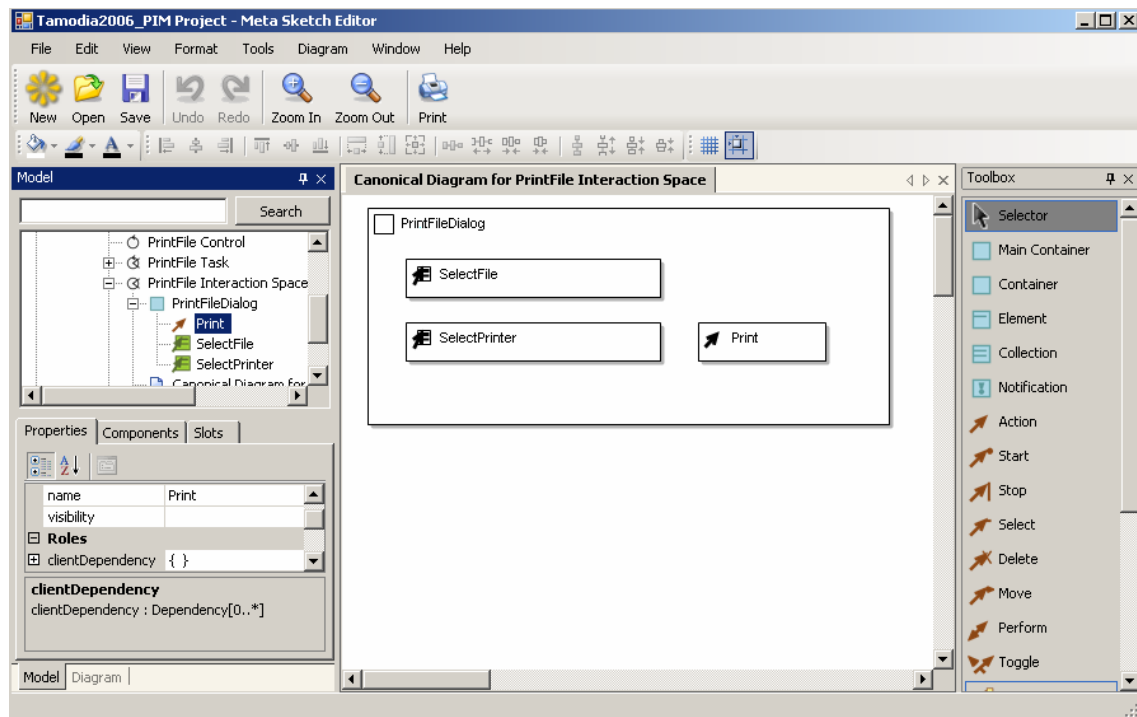 Tamodia2006_PIM Project - Meta Sketch Editor
File Edit View Format Tools Diagram Window Help
New Open Save Undo Redo Zoom In Zoom Out Print
Model
Search
PrintFile Control
PrintFile Task
PrintFile Interaction Space
PrintFileDialog
Print
SelectFile
SelectPrinter
Canonical Diagram for
Properties Components Slots
name Print
visibility
Roles
clientDependency { }
clientDependency
clientDependency : Dependency[0..*]
Model Diagram
Canonical Diagram for PrintFile Interaction Space
PrintFileDialog
SelectFile
SelectPrinter
Print
Toolbox
Selector
Main Container
Container
Element
Collection
Notification
Action
Start
Stop
Select
Delete
Move
Perform
Toggle